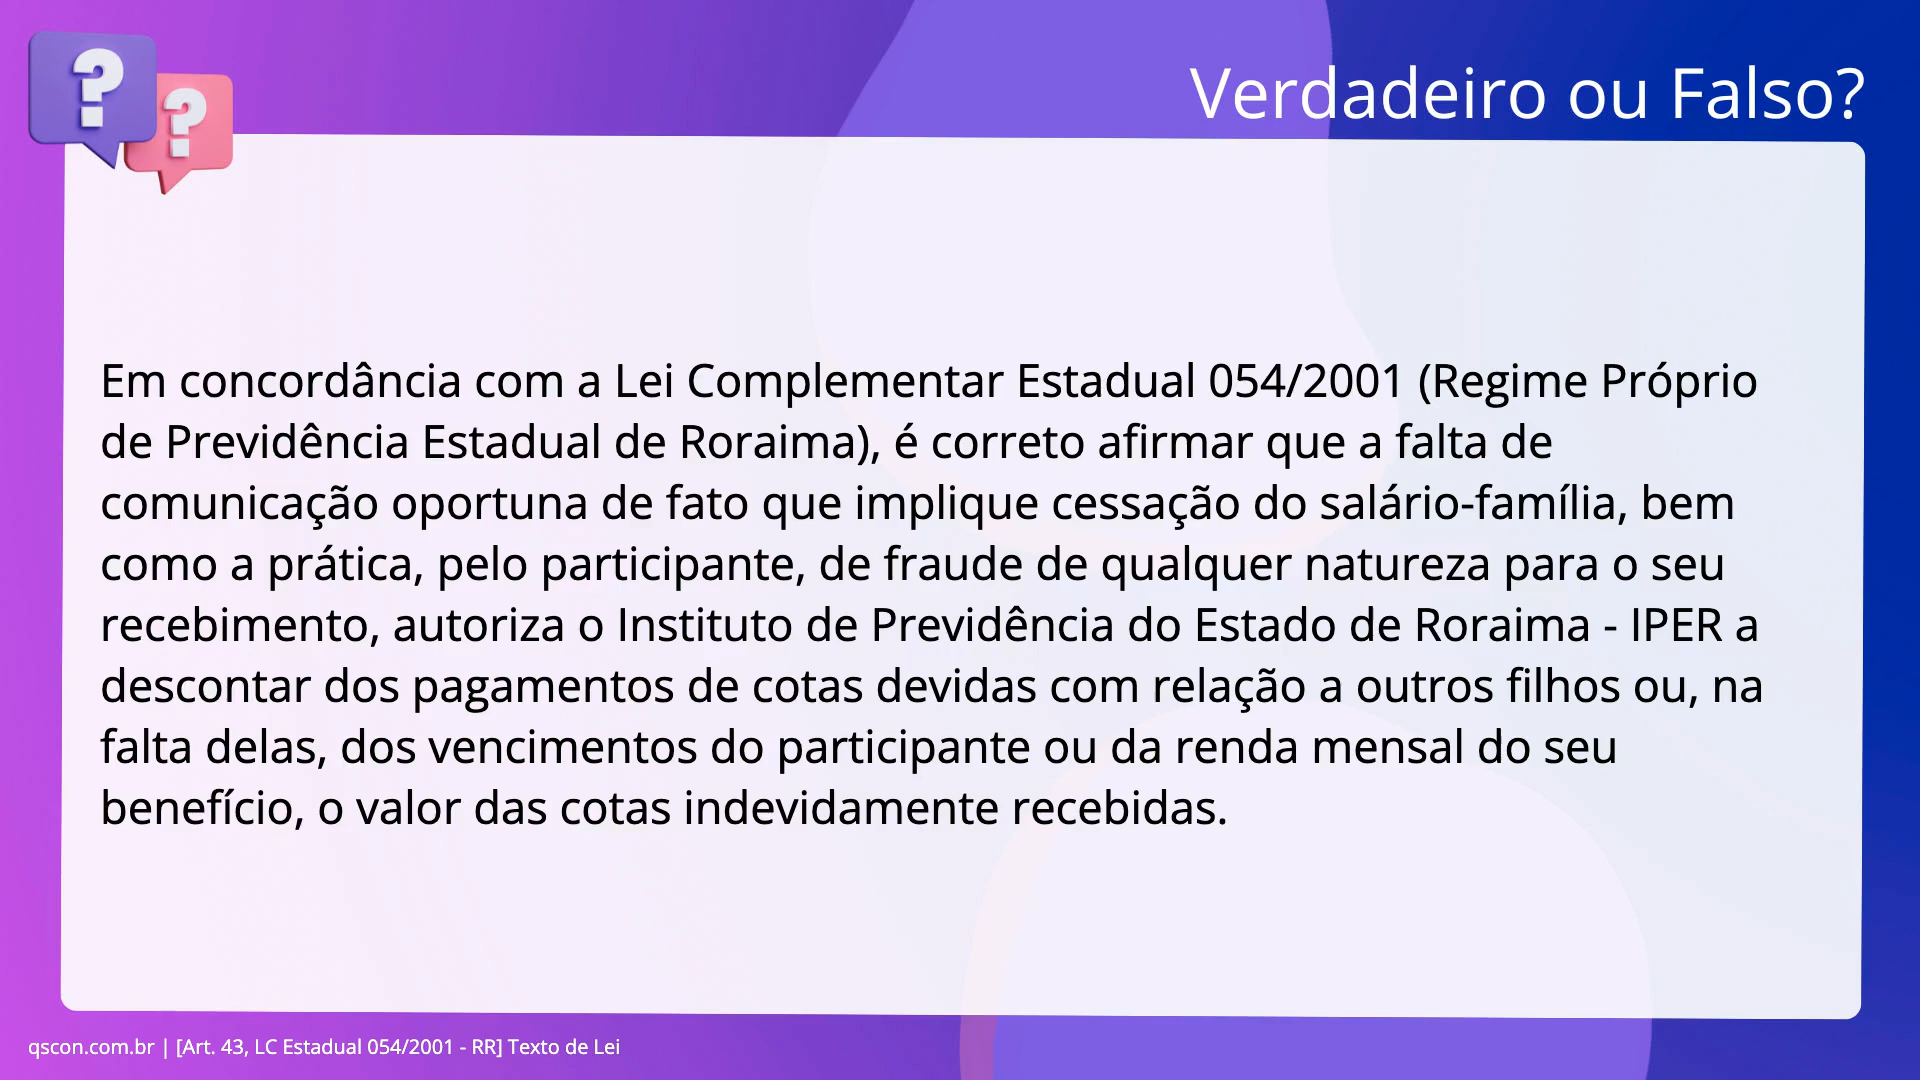 ?
?
Verdadeiro ou Falso?
Em concordância com a Lei Complementar Estadual 054/2001 (Regime Próprio
de Previdência Estadual de Roraima), é correto afirmar que a falta de
comunicação oportuna de fato que implique cessação do salário-família, bem
como a prática, pelo participante, de fraude de qualquer natureza para o seu
recebimento, autoriza o Instituto de Previdência do Estado de Roraima - IPER a
descontar dos pagamentos de cotas devidas com relação a outros filhos ou, na
falta delas, dos vencimentos do participante ou da renda mensal do seu
benefício, o valor das cotas indevidamente recebidas.
qscon.com.br | [Art. 43, LC Estadual 054/2001 - RR] Texto de Lei